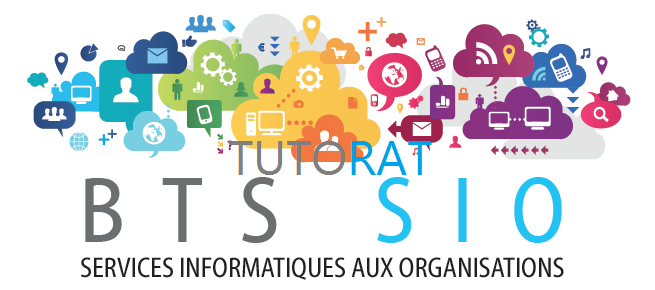 TUTORAT
BTS SIO
SERVICES INFORMATIQUES AUX ORGANISATIONS